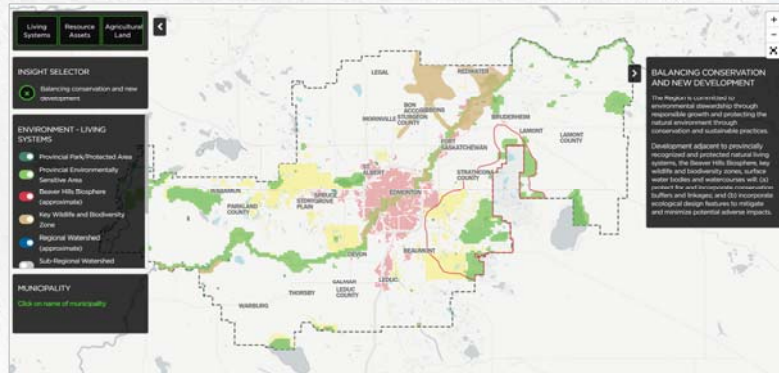 Living
Systems
Resource
Assets
Agricultural
Land
INSIGHT SELECTOR
Balancing conservation and new
development
ENVIRONMENT - LIVING
SYSTEMS
Provincial Park/Protected Area
Provincial Environmentally
Sensitive Area
Beaver Hills Biosphere
(approximate)
Key Wildlife and Biodiversity
Zone
Regional Watershed
(approximate)
Sub-Regional Watershed
MUNICIPALITY
Click on name of municipality
LEGAL
REDWATER
BON
ACCORD
GIBBONS
STURGEON
COUNTY
MORINVILLE
BRUDERHEIM
FORT
SASKATCHEWAN
LAMONT
LAMONT
COUNTY
ST.
ALBERT
STRATHCONA
COUNTY
WABAMUN
SPRUCE
STONY GROVE
PLAIN
EDMONTON
PARKLAND
COUNTY
DEVON
BEAUMONT
CALMAR
LEDUC
LEDUC
COUNTY
THORSBY
WARBURG
BALANCING CONSERVATION
AND NEW DEVELOPMENT
The Region is committed to
environmental stewardship through
responsible growth and protecting the
natural environment through
conservation and sustainable practices.
Development adjacent to provincially
recognized and protected natural living
systems, the Beaver Hills Biosphere, key
wildlife and biodiversity zones, surface
water bodies and watercourses will: (a)
protect for and incorporate conservation
buffers and linkages; and (b) incorporate
ecological design features to mitigate
and minimize potential adverse impacts.